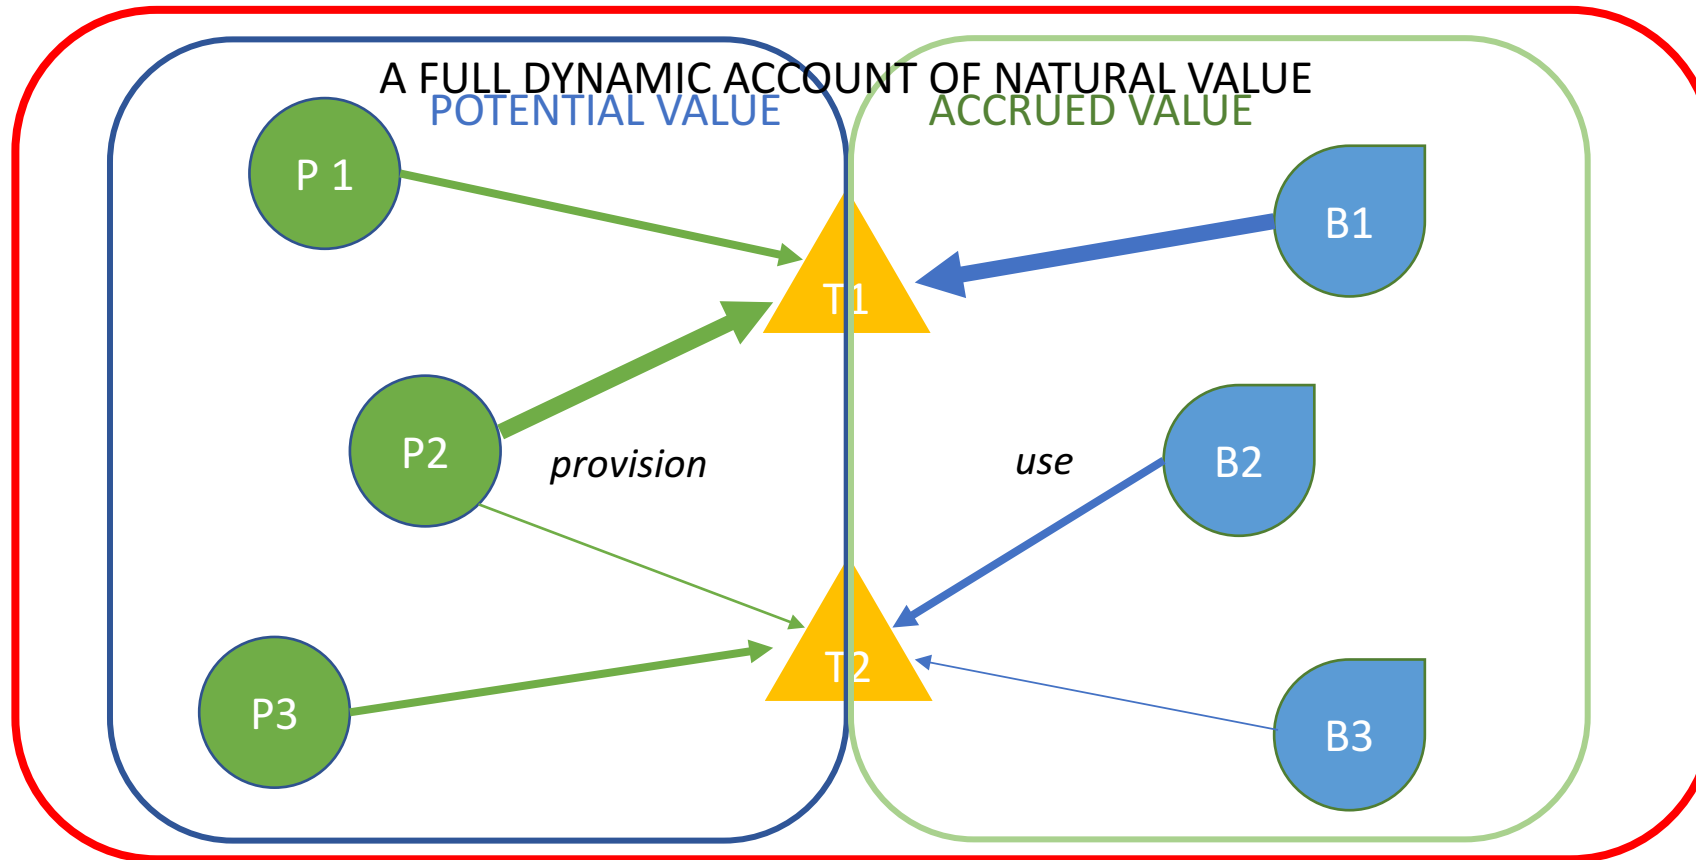 A FULL DYNAMIC ACCOUNT OF NATURAL VALUE
POTENTIAL VALUE
ACCRUED VALUE
P 1
B1
T1
P2
provision
use
B2
T2
P3
B3